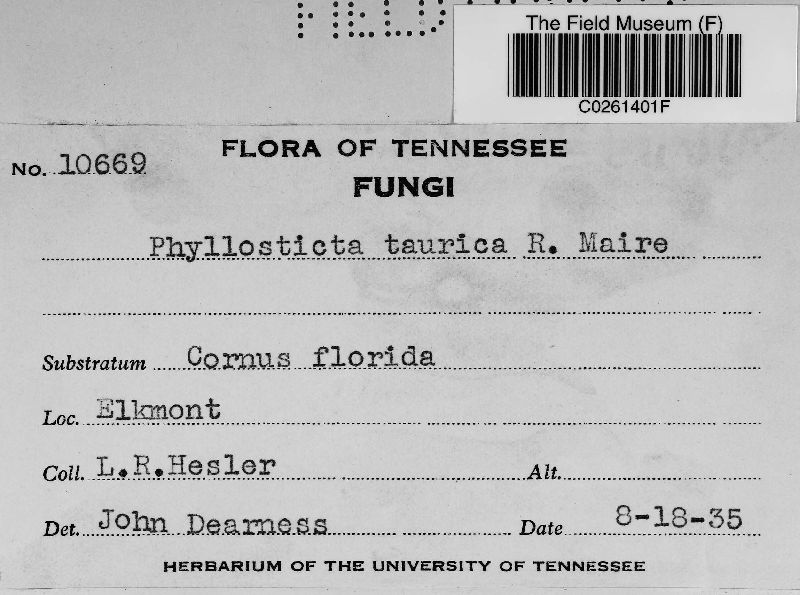 The Field Museum (F)
C0261401F
FLORA OF TENNESSEE
No. 10669
FUNGI
Phyllosticta taurica R. Maire
Substratum Cornus florida
Loc. Elkmont
Coll. L.R.Hesler Alt.
Det. John Dearness Date 8-18-35
HERBARIUM OF THE UNIVERSITY OF TENNESSEE